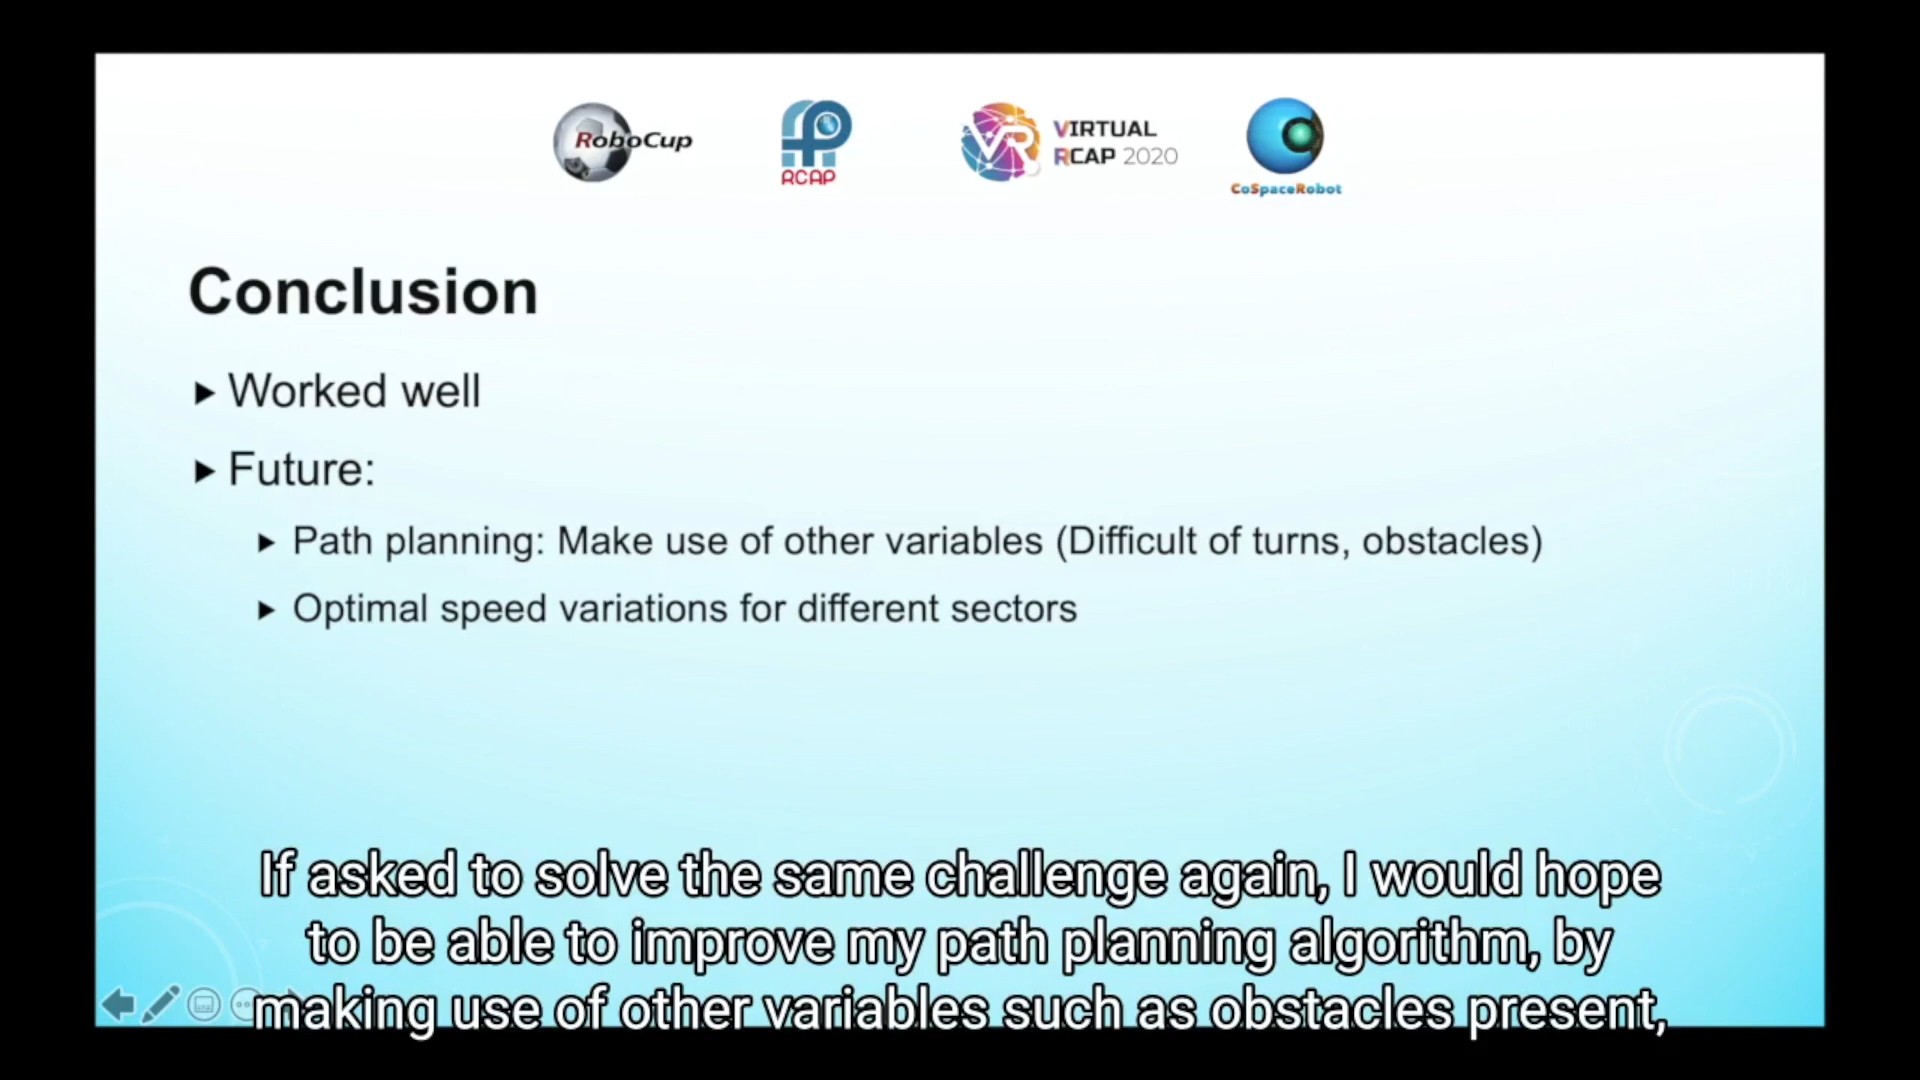 RoboCup
RCAP
VR
VIRTUAL
RCAP 2020
CoSpaceRobot
Conclusion
Worked well
Future:
Path planning: Make use of other variables (Difficult of turns, obstacles)
Optimal speed variations for different sectors
If asked to solve the same challenge again, I would hope
to be able to improve my path planning algorithm, by
making use of other variables such as obstacles present,